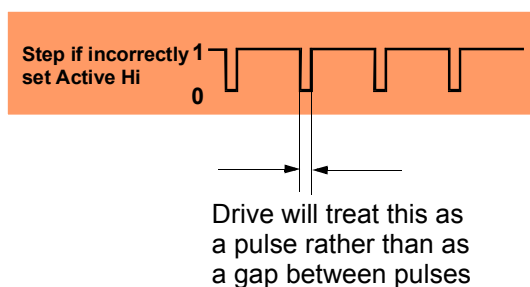 Step if incorrectly 1
set Active Hi
0
Drive will treat this as
a pulse rather than as
a gap between pulses